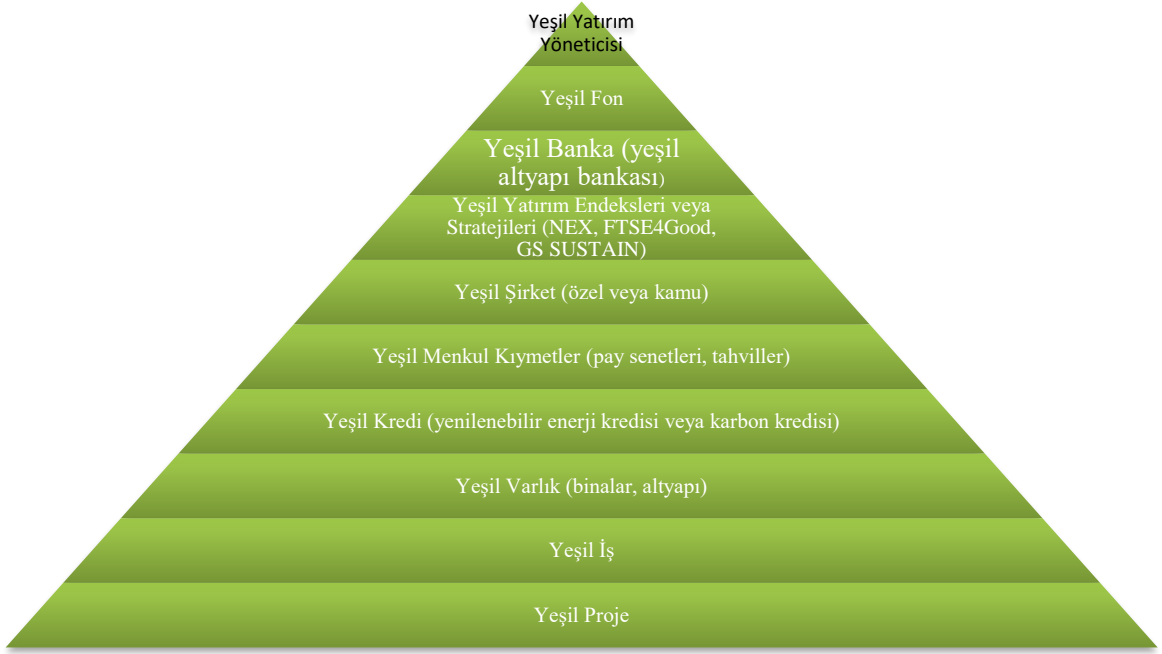 Yeşil Yatırım
Yöneticisi
Yeşil Fon
Yeşil Banka (yeşil
altyapı bankası)
Yeşil Yatırım Endeksleri veya
Stratejileri (NEX, FTSE4Good,
GS SUSTAIN)
Yeşil Şirket (özel veya kamu)
Yeşil Menkul Kıymetler (pay senetleri, tahviller)
Yeşil Kredi (yenilenebilir enerji kredisi veya karbon kredisi)
Yeşil Varlık (binalar, altyapı)
Yeşil İş
Yeşil Proje